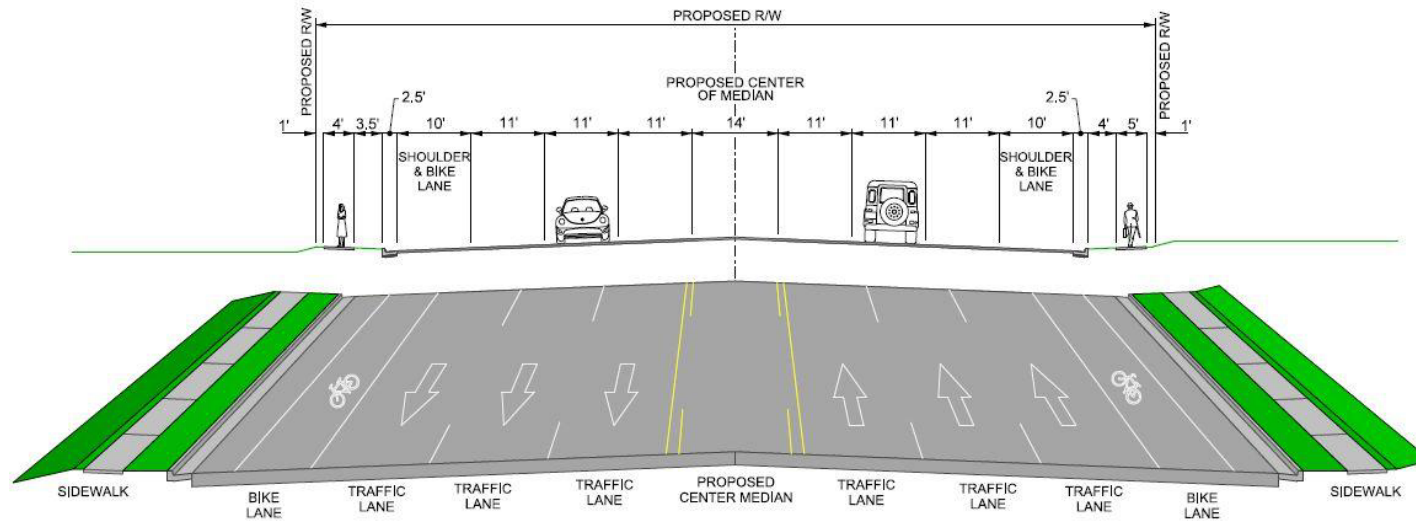 PROPOSED R/W
PROPOSED R/W
PROPOSED R/W
PROPOSED CENTER
OF MEDIAN
2.5'
2.5'
1'
4'
3.5'
10'
11'
11'
11'
14'
11'
11'
11'
10'
4'
5'
1'
SHOULDER
& BIKE
LANE
SHOULDER
& BIKE
LANE
SIDEWALK
BIKE
LANE
TRAFFIC
LANE
TRAFFIC
LANE
TRAFFIC
LANE
PROPOSED
CENTER MEDIAN
TRAFFIC
LANE
TRAFFIC
LANE
TRAFFIC
LANE
BIKE
LANE
SIDEWALK